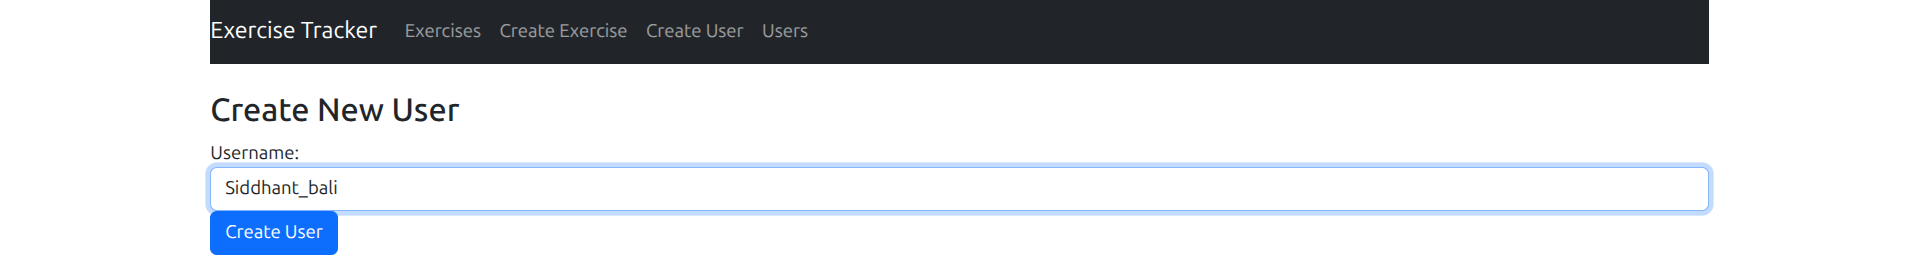 Exercise Tracker Exercises Create Exercise Create User Users
Create New User
Username:
Siddhant_bali
Create User